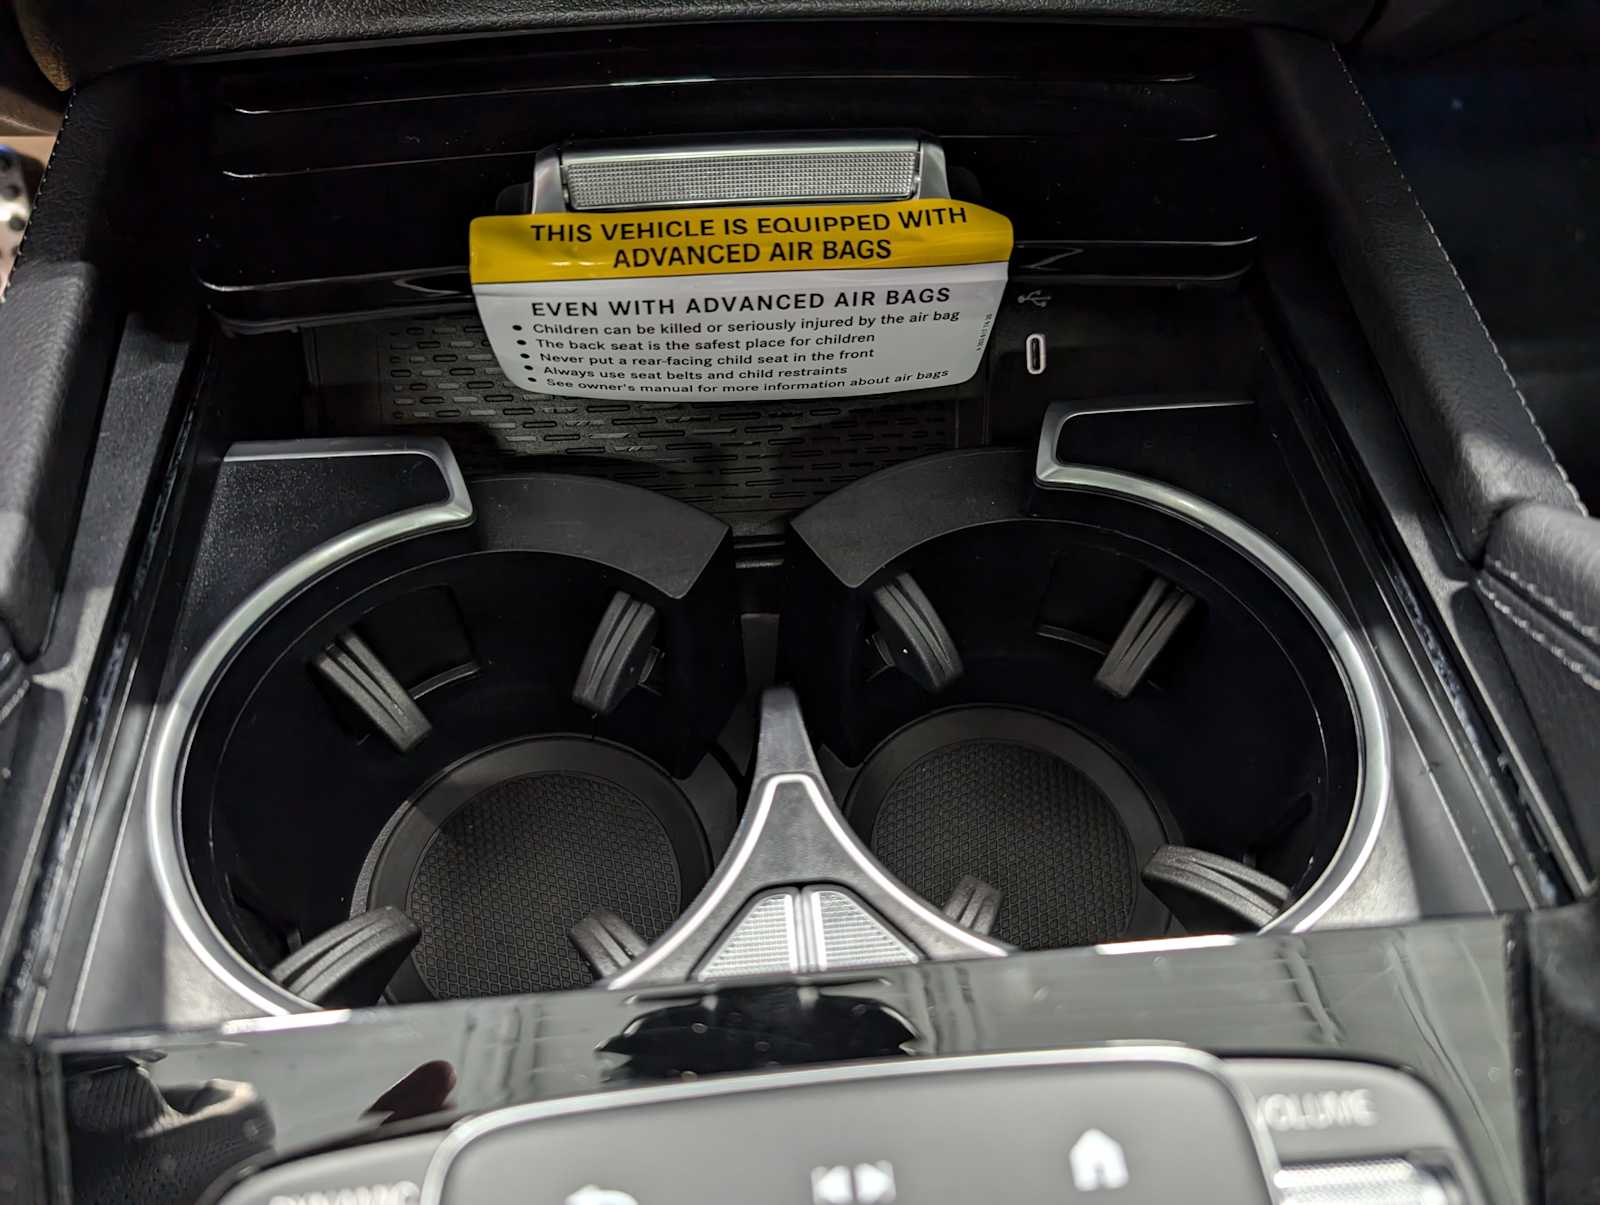 THIS VEHICLE IS EQUIPPED WITH
ADVANCED AIR BAGS
EVEN WITH ADVANCED AIR BAGS
• Children can be killed or seriously injured by the air bag
• The back seat is the safest place for children
• Never put a rear-facing child seat in the front
• Always use seat belts and child restraints
• See owner's manual for more information about air bags
VOLUME
DYNAMIC